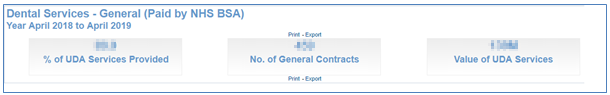 Dental Services - General (Paid by NHS BSA)
Year April 2018 to April 2019
Print - Export
% of UDA Services Provided
No. of General Contracts
Value of UDA Services
Print - Export